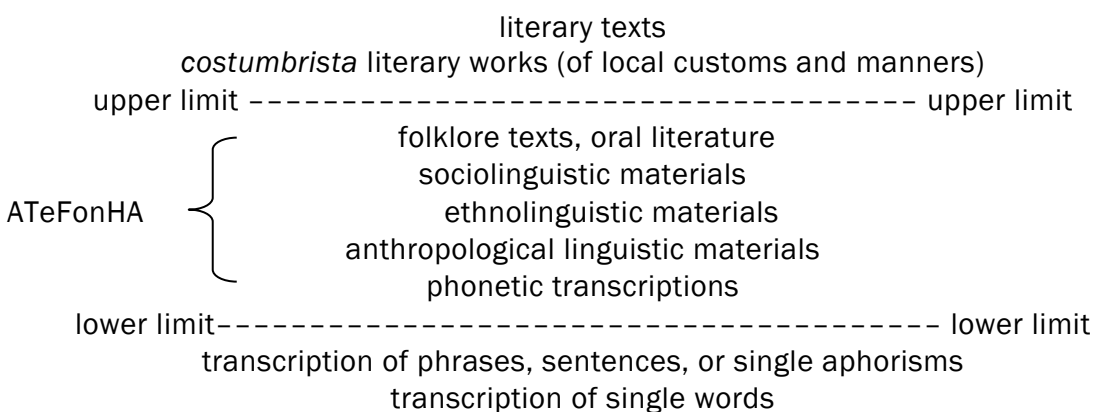 literary texts
costumbrista literary works (of local customs and manners)
upper limit ------------------------------------ upper limit
folklore texts, oral literature
sociolinguistic materials
ATeFonHA ethnolinguistic materials
anthropological linguistic materials
phonetic transcriptions
lower limit--------------------------------------- lower limit
transcription of phrases, sentences, or single aphorisms
transcription of single words